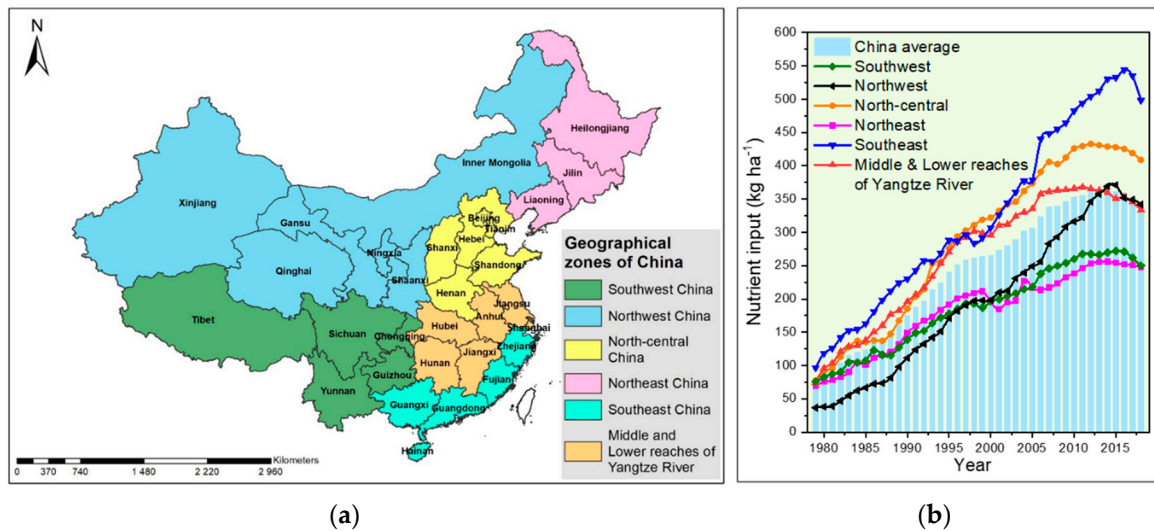 N
Heilongjiang
Jilin
Liaoning
Inner Mongolia
Xinjiang
Gansu
Ningxia
Qinghai
Shaanxi
Beijing
Tianjin
Hebei
Shanxi
Shandong
Henan
Tibet
Sichuan
Chongqing
Hubei
Anhui
Jiangsu
Shanghai
Zhejiang
Hunan
Jiangxi
Guizhou
Yunnan
Fujian
Guangxi
Guangdong
Hainan
Geographical
zones of China
Southwest China
Northwest China
North-central
China
Northeast China
Southeast China
Middle and
Lower reaches of
Yangtze River
Kilometers
0 370 740 1 480 2 220 2 960
(a)
China average
Southwest
Northwest
North-central
Northeast
Southeast
Middle & Lower reaches
of Yangtze River
Nutrient input (kg ha⁻¹)
600
550
500
450
400
350
300
250
200
150
100
50
0
1980 1985 1990 1995 2000 2005 2010 2015
Year
(b)